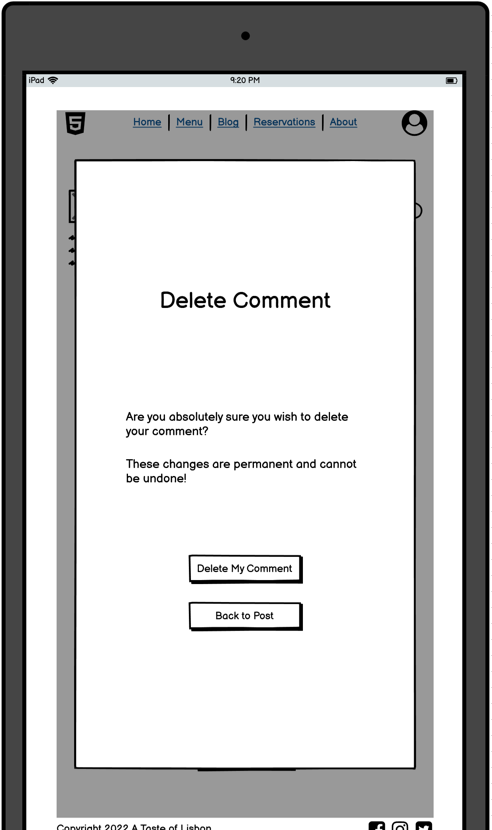 iPad 9:20 PM
5 Home Menu Blog Reservations About
Delete Comment
Are you absolutely sure you wish to delete
your comment?
These changes are permanent and cannot
be undone!
Delete My Comment
Back to Post
Copyright 2022 A Taste of Lisbon